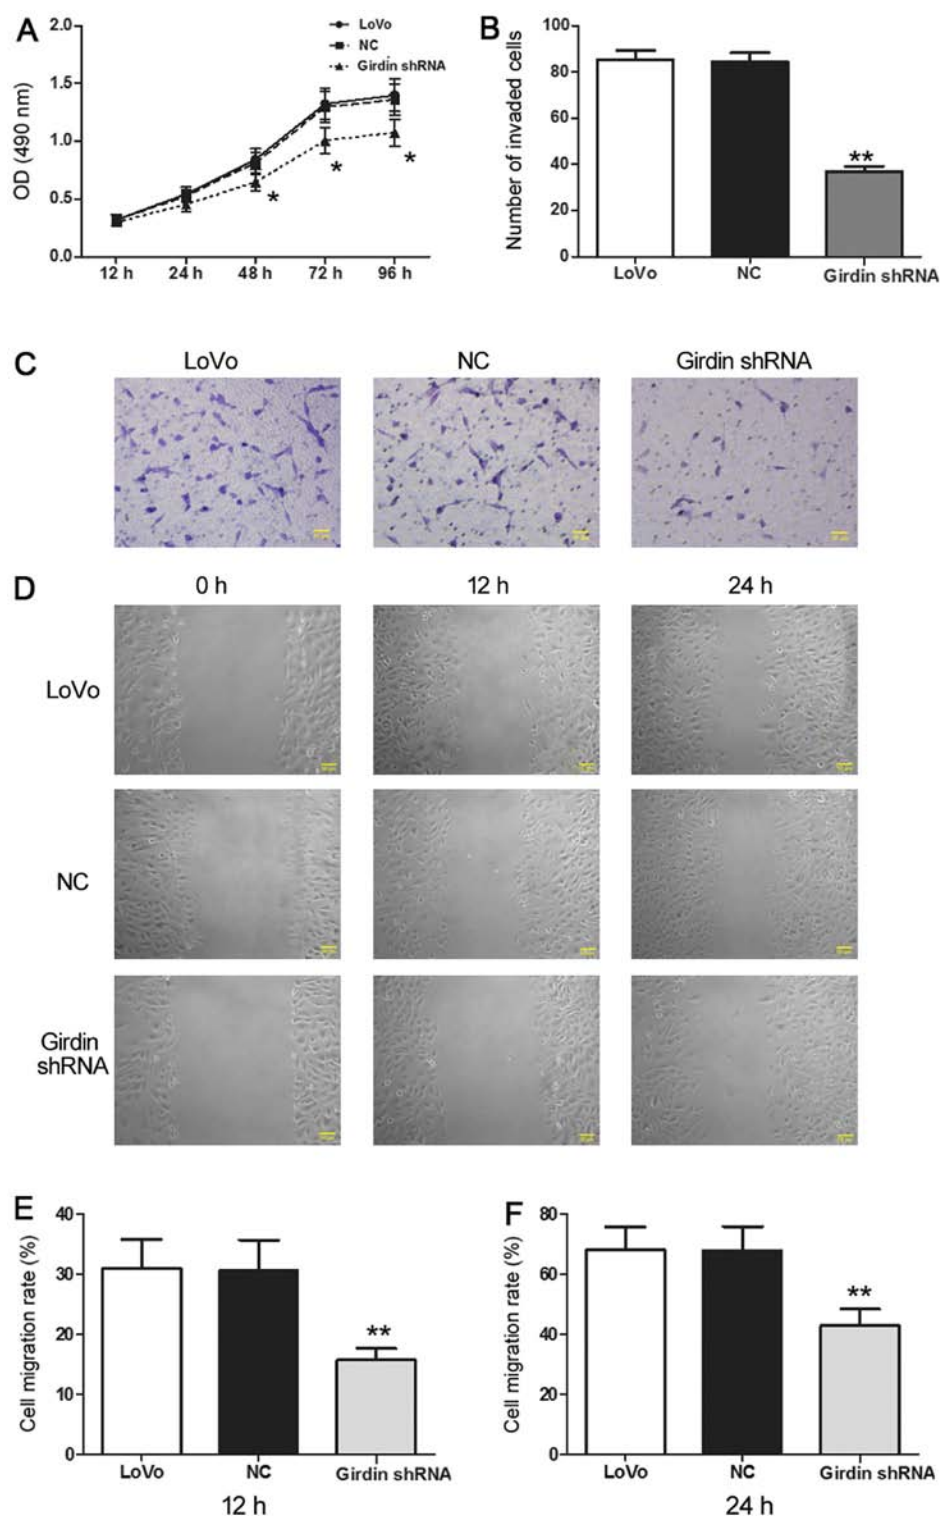 A
2.0
1.5
1.0
0.5
0.0
OD (490 nm)
LoVo
NC
Girdin shRNA
*
*
*
12 h 24 h 48 h 72 h 96 h
B
100
80
60
40
20
0
Number of invaded cells
**
LoVo NC Girdin shRNA
C
LoVo NC Girdin shRNA
D
0 h 12 h 24 h
LoVo
NC
Girdin
shRNA
E
40
30
20
10
0
Cell migration rate (%)
**
LoVo NC Girdin shRNA
12 h
F
80
60
40
20
0
Cell migration rate (%)
**
LoVo NC Girdin shRNA
24 h